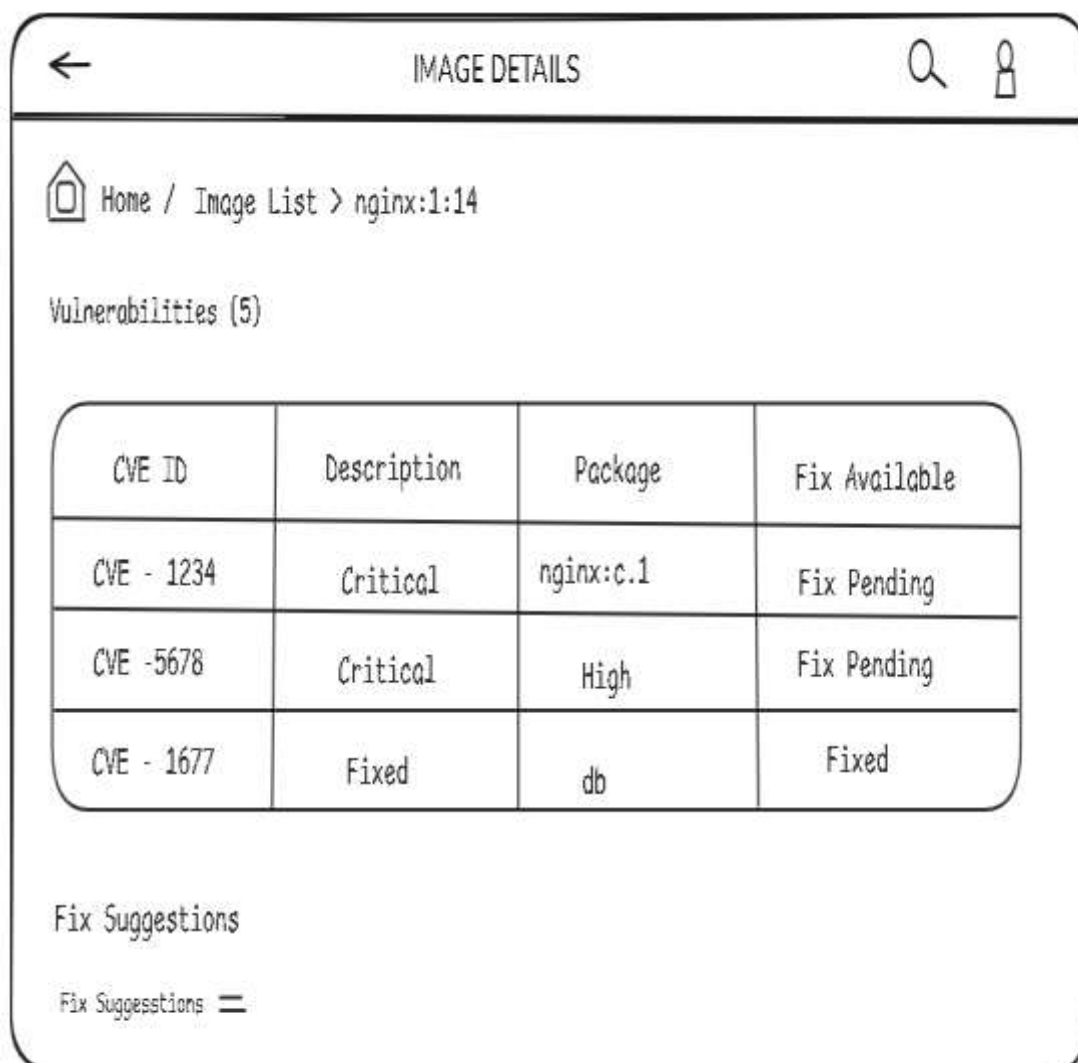 IMAGE DETAILS
Home / Image List > nginx:1:14
Vulnerabilities (5)
CVE ID Description Package Fix Available
CVE - 1234 Critical nginx:c.1 Fix Pending
CVE -5678 Critical High Fix Pending
CVE - 1677 Fixed db Fixed
Fix Suggestions
Fix Suggesstions =